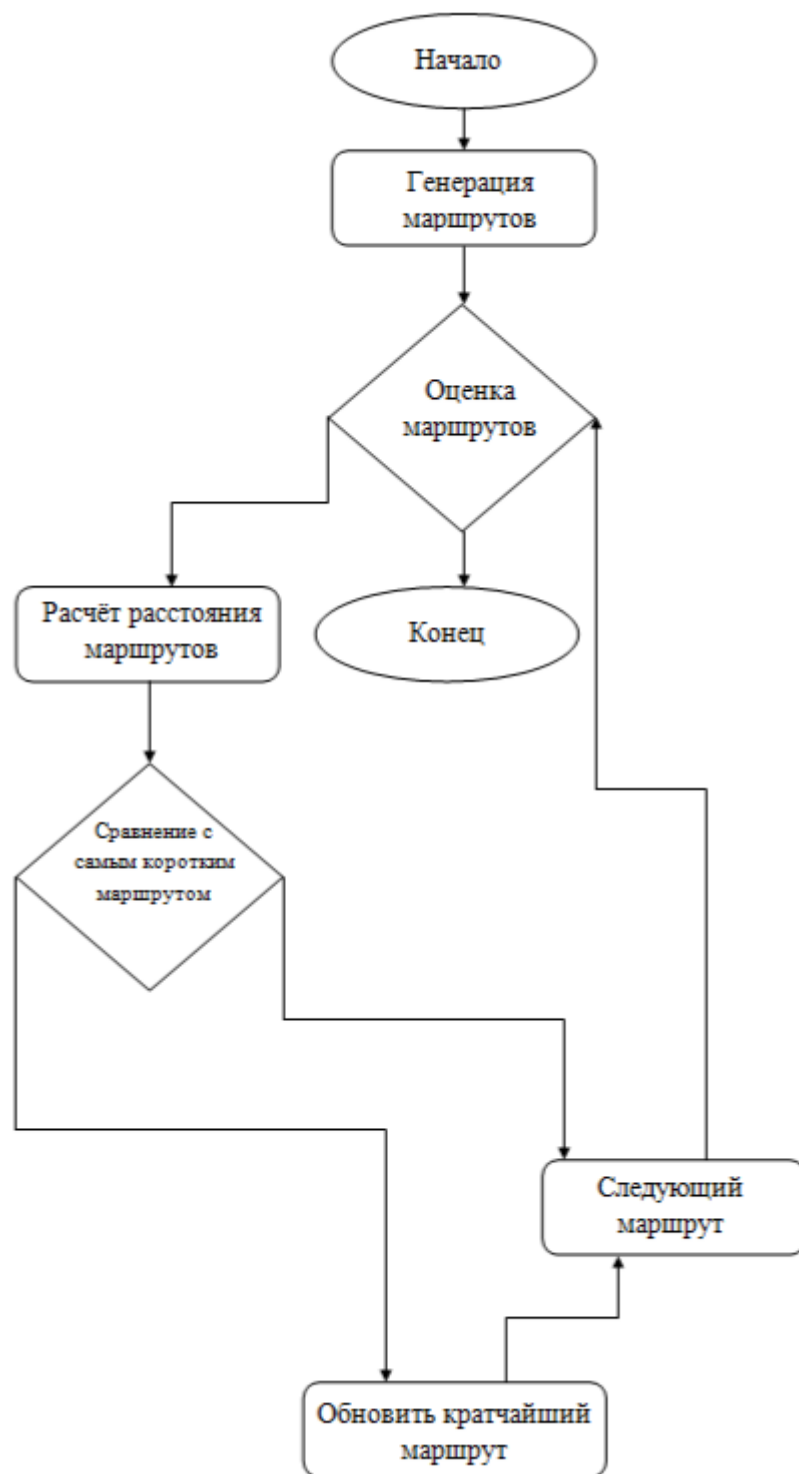 Начало
Генерация
маршрутов
Оценка
маршрутов
Расчёт расстояния
маршрутов
Конец
Сравнение с
самым коротким
маршрутом
Следующий
маршрут
Обновить кратчайший
маршрут